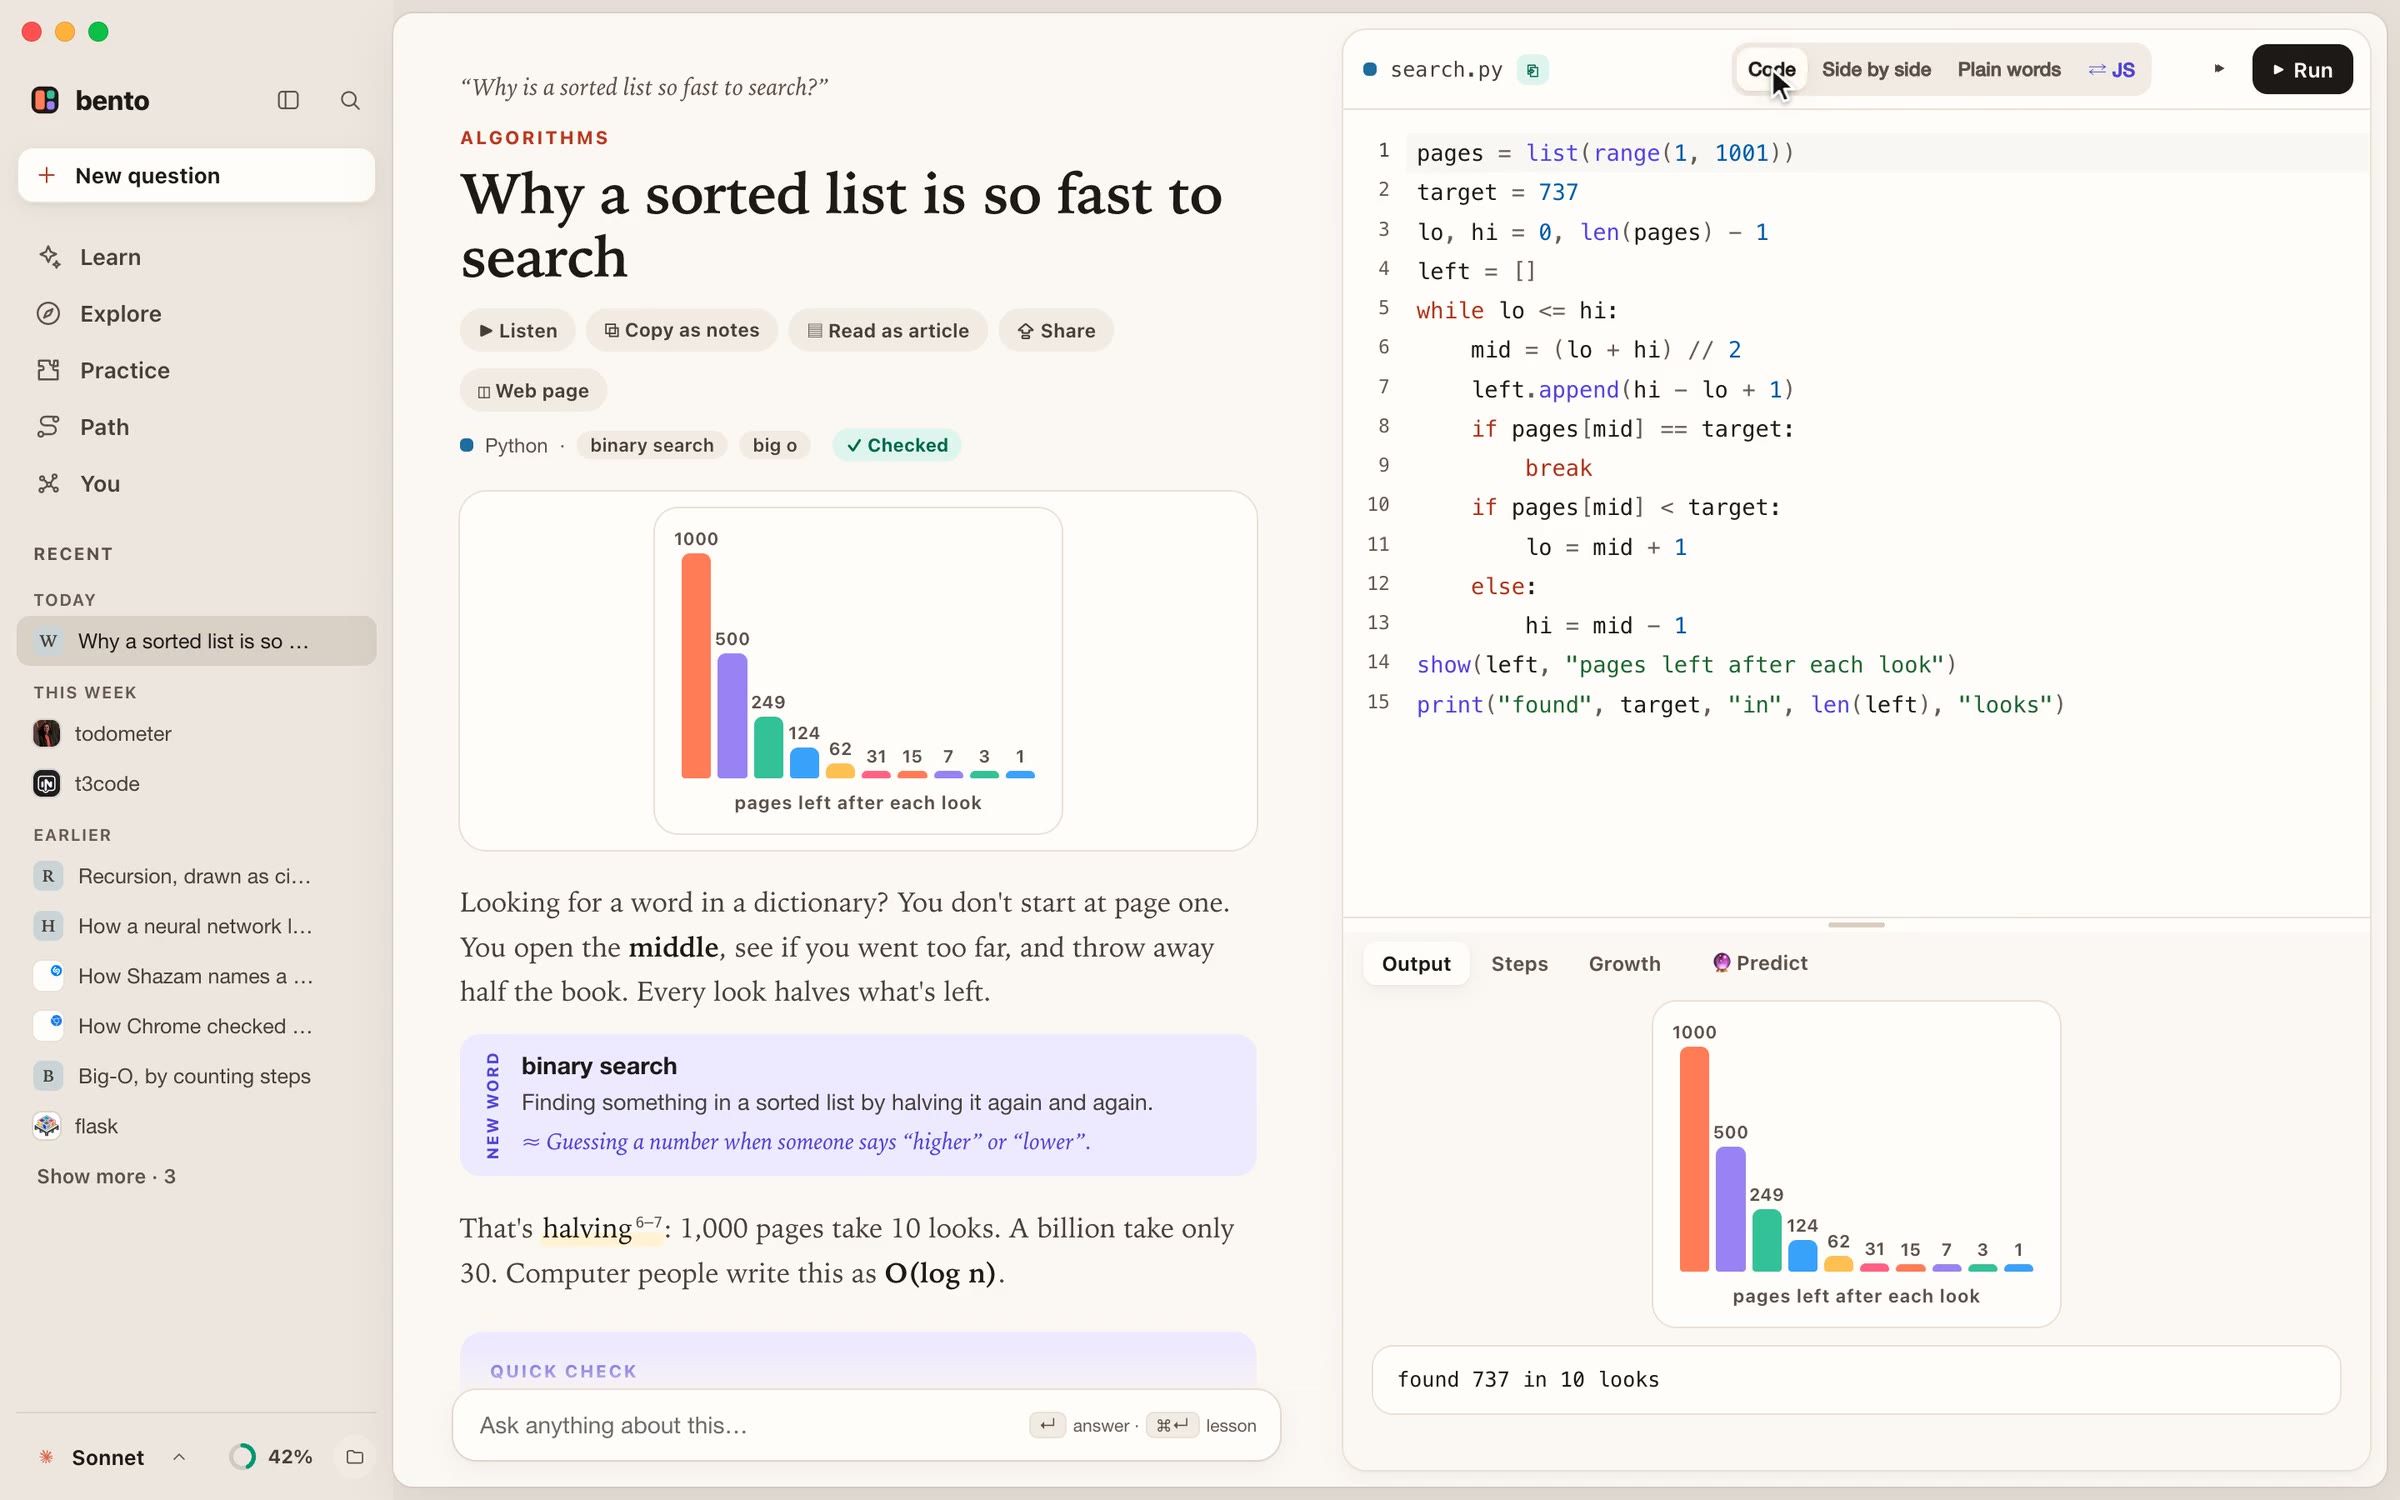 bento
New question
Learn
Explore
Practice
Path
You
RECENT
TODAY
W Why a sorted list is so …
THIS WEEK
todometer
t3code
EARLIER
R Recursion, drawn as ci…
H How a neural network l…
How Shazam names a …
How Chrome checked …
B Big-O, by counting steps
flask
Show more · 3
Sonnet
42%
“Why is a sorted list so fast to search?”
ALGORITHMS
Why a sorted list is so fast to
search
Listen Copy as notes Read as article Share
Web page
Python · binary search big o ✓ Checked
1000
500
249
124
62
31 15 7 3 1
pages left after each look
Looking for a word in a dictionary? You don't start at page one.
You open the middle, see if you went too far, and throw away
half the book. Every look halves what's left.
NEW WORD
binary search
Finding something in a sorted list by halving it again and again.
≈ Guessing a number when someone says “higher” or “lower”.
That's halving 6–7: 1,000 pages take 10 looks. A billion take only
30. Computer people write this as O(log n).
QUICK CHECK
Ask anything about this…
↵ answer · ⌘↵ lesson
search.py
Code Side by side Plain words ⇄ JS
Run
1 pages = list(range(1, 1001))
2 target = 737
3 lo, hi = 0, len(pages) − 1
4 left = []
5 while lo <= hi:
6 mid = (lo + hi) // 2
7 left.append(hi − lo + 1)
8 if pages[mid] == target:
9 break
10 if pages[mid] < target:
11 lo = mid + 1
12 else:
13 hi = mid − 1
14 show(left, "pages left after each look")
15 print("found", target, "in", len(left), "looks")
Output Steps Growth Predict
1000
500
249
124
62
31 15 7 3 1
pages left after each look
found 737 in 10 looks